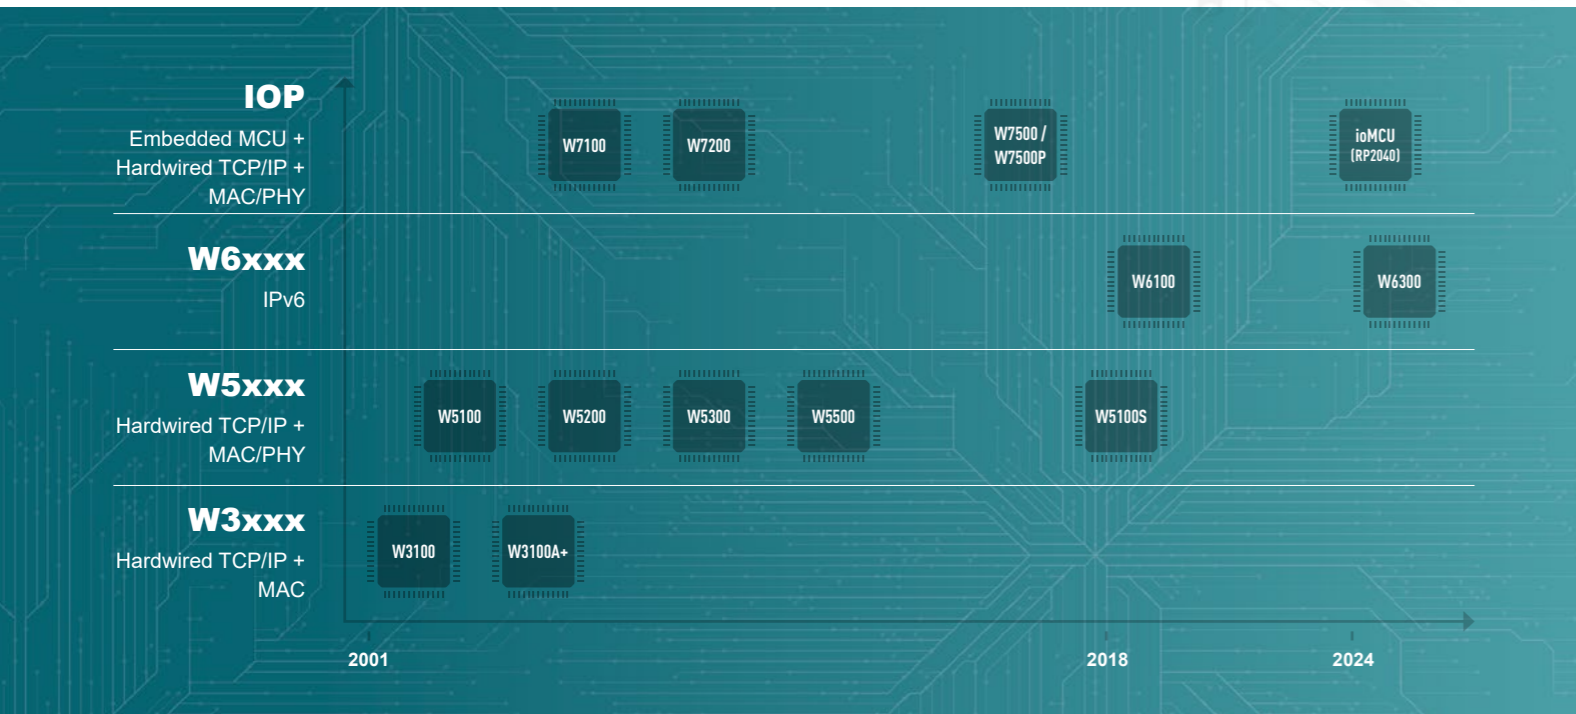 IOP
Embedded MCU +
Hardwired TCP/IP +
MAC/PHY
W7100
W7200
W7500 /
W7500P
ioMCU
(RP2040)
W6xxx
IPv6
W6100
W6300
W5xxx
Hardwired TCP/IP +
MAC/PHY
W5100
W5200
W5300
W5500
W5100S
W3xxx
Hardwired TCP/IP +
MAC
W3100
W3100A+
2001
2018
2024